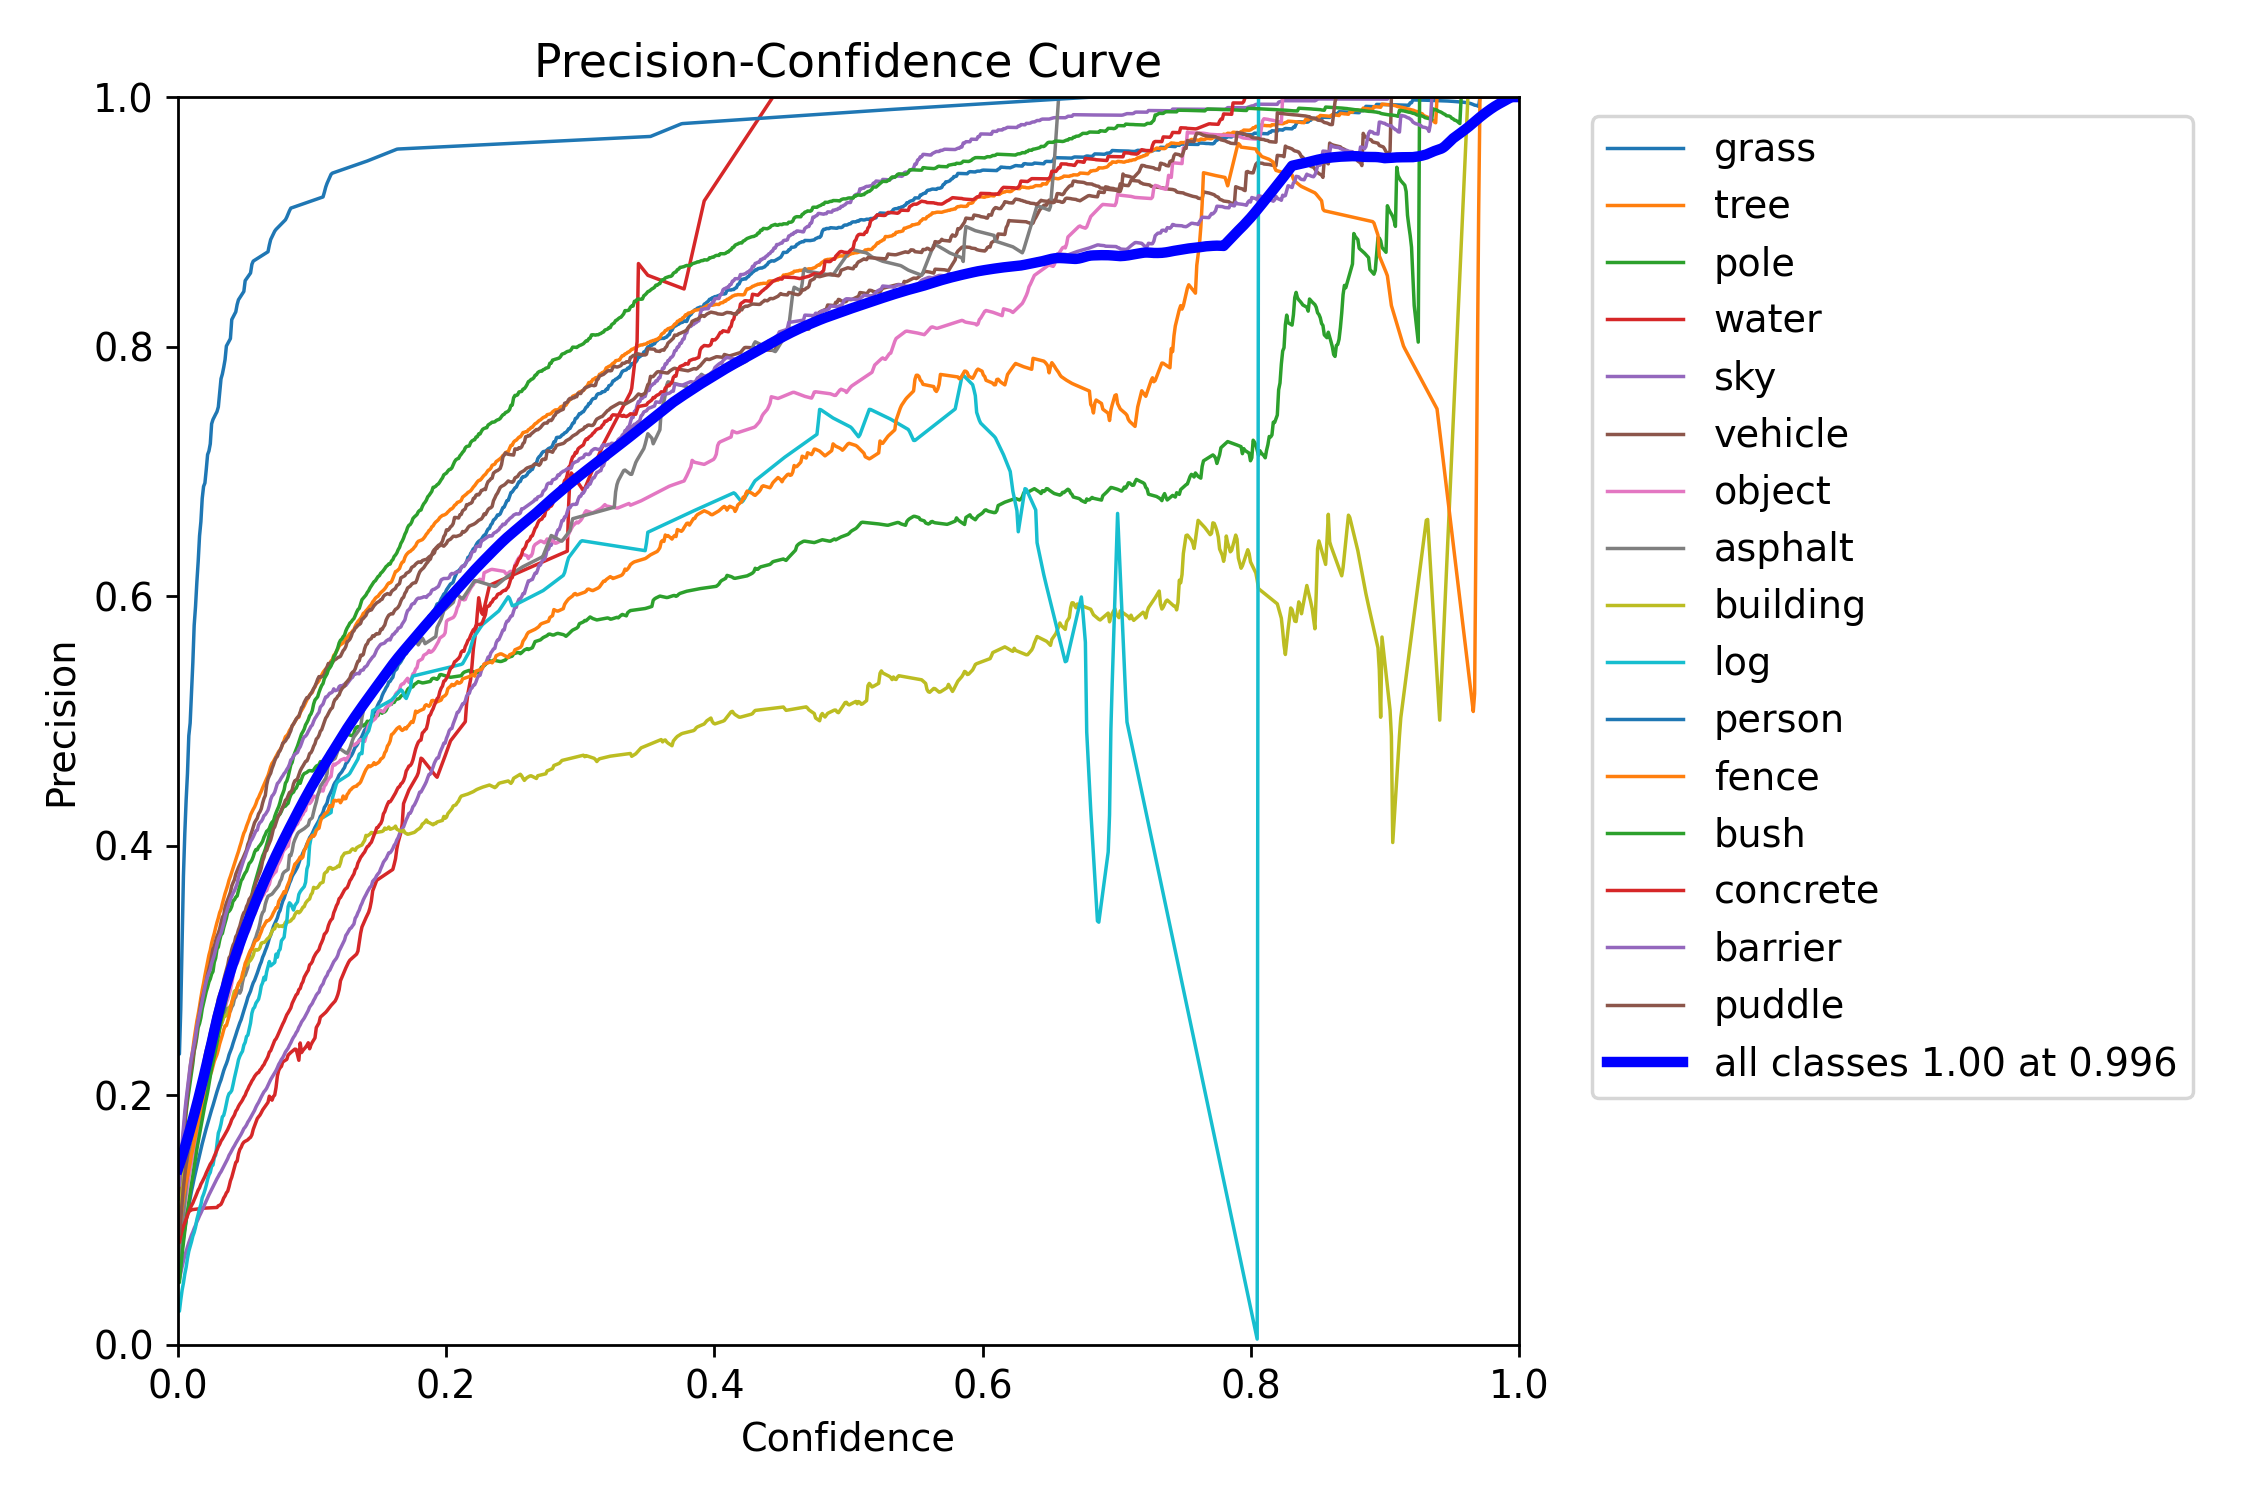 Precision-Confidence Curve
1.0
0.8
0.6
0.4
0.2
0.0
Precision
0.0 0.2 0.4 0.6 0.8 1.0
Confidence
grass
tree
pole
water
sky
vehicle
object
asphalt
building
log
person
fence
bush
concrete
barrier
puddle
all classes 1.00 at 0.996